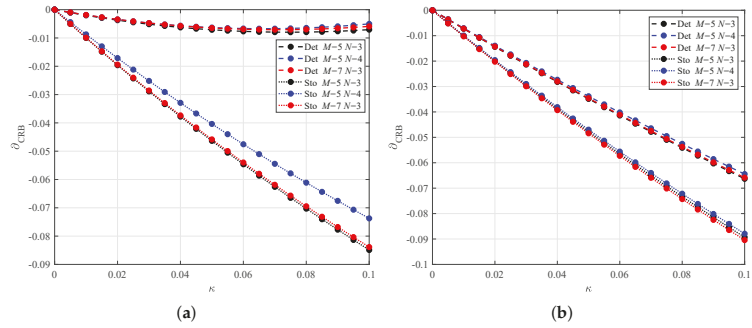 0
-0.01
-0.02
-0.03
-0.04
-0.05
-0.06
-0.07
-0.08
-0.09
∂CRB
0 0.02 0.04 0.06 0.08 0.1
κ
Det M−5 N−3
Det M−5 N−4
Det M−7 N−3
Sto M−5 N−3
Sto M−5 N−4
Sto M−7 N−3
(a)
0
-0.01
-0.02
-0.03
-0.04
-0.05
-0.06
-0.07
-0.08
-0.09
-0.1
∂CRB
0 0.02 0.04 0.06 0.08 0.1
κ
Det M−5 N−3
Det M−5 N−4
Det M−7 N−3
Sto M−5 N−3
Sto M−5 N−4
Sto M−7 N−3
(b)